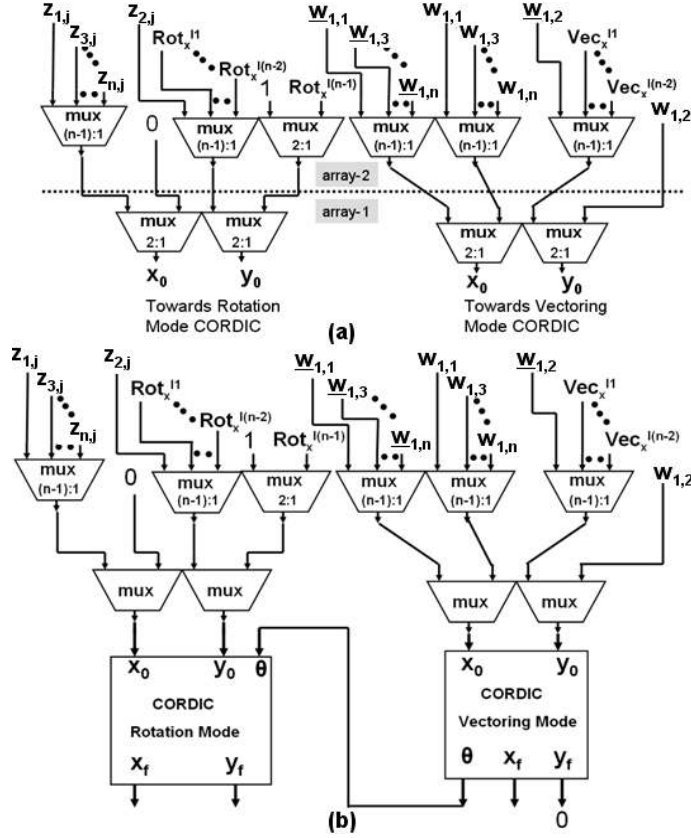 z1,j z2,j w1,1 w1,1 w1,2
z3,j Rotx^I1 w1,3 w1,3 Vecx^I1
zn,j Rotx^I(n-2) 1 Rotx^I(n-1) w1,n w1,n Vecx^I(n-2) w1,2
0
mux mux mux mux mux mux
(n-1):1 (n-1):1 2:1 (n-1):1 (n-1):1 (n-1):1
array-2
array-1
mux mux mux mux
2:1 2:1 2:1 2:1
x0 y0 x0 y0
Towards Rotation
Mode CORDIC
Towards Vectoring
Mode CORDIC
(a)
z1,j z2,j w1,1 w1,1 w1,2
z3,j Rotx^I1 w1,3 w1,3 Vecx^I1
zn,j Rotx^I(n-2) 1 Rotx^I(n-1) w1,n w1,n Vecx^I(n-2) w1,2
0
mux mux mux mux mux mux
(n-1):1 (n-1):1 2:1 (n-1):1 (n-1):1 (n-1):1
mux mux mux mux
x0 y0 θ
CORDIC
Rotation Mode
xf yf
x0 y0
CORDIC
Vectoring Mode
θ xf yf
0
(b)